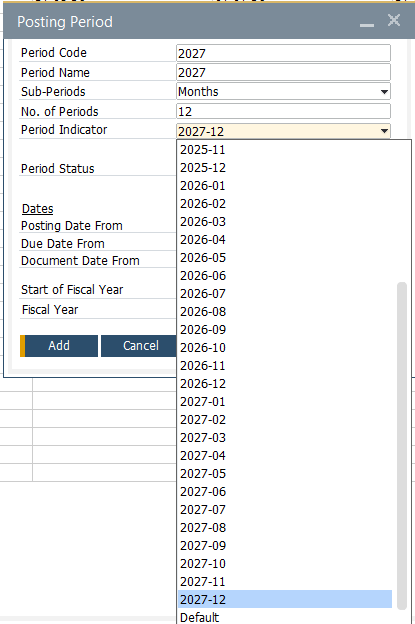 Posting Period
Period Code 2027
Period Name 2027
Sub-Periods Months
No. of Periods 12
Period Indicator 2027-12
2025-11
2025-12
Period Status
2026-01
2026-02
2026-03
Dates
Posting Date From
2026-04
Due Date From
2026-05
Document Date From
2026-06
2026-07
Start of Fiscal Year
2026-08
Fiscal Year
2026-09
2026-10
Add Cancel
2026-11
2026-12
2027-01
2027-02
2027-03
2027-04
2027-05
2027-06
2027-07
2027-08
2027-09
2027-10
2027-11
2027-12
Default